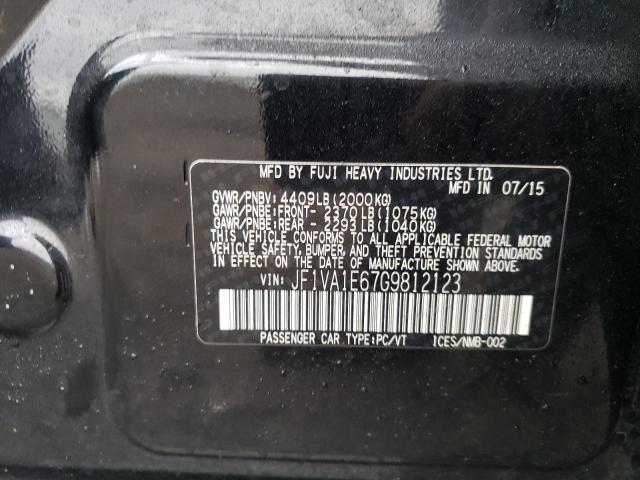 MFD BY FUJI HEAVY INDUSTRIES LTD.
MFD IN 07/15
GVWR/PNBV: 4409LB (2000KG)
GAWR/PNBE:FRONT- 2370LB (1075KG)
GAWR/PNBE:REAR - 2293LB (1040KG)
THIS VEHICLE CONFORMS TO ALL APPLICABLE FEDERAL MOTOR
VEHICLE SAFETY, BUMPER, AND THEFT PREVENTION STANDARDS
IN EFFECT ON THE DATE OF MANUFACTURE SHOWN ABOVE.
VIN: JF1VA1E67G9812123
PASSENGER CAR TYPE:PC/VT ICES/NMB-002